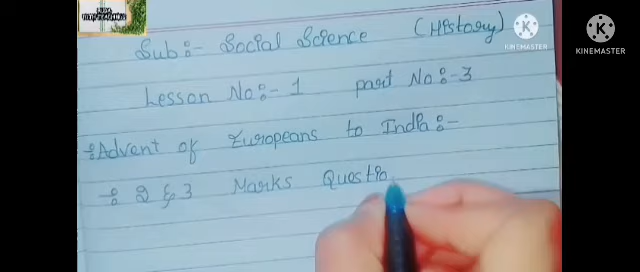 Sub:- Social Science (History)
Lesson No:- 1 part No:-3
:Advent of Europeans to India:-
:- 2 & 3 Marks Questio
KINEMASTER
KINEMASTER